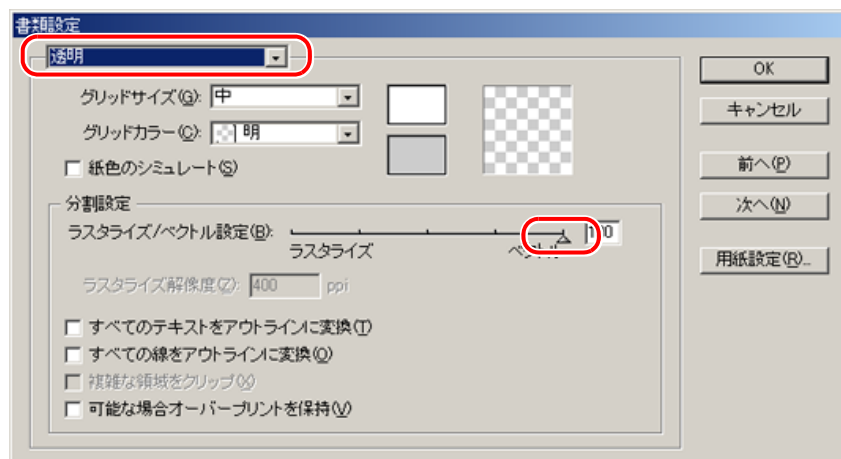 書類設定
透明
OK
グリッドサイズ(G): 中
キャンセル
グリッドカラー(C): 明
紙色のシミュレート(S)
前へ(P)
分割設定
次へ(N)
ラスタライズ/ベクトル設定(B):
ラスタライズ
用紙設定(R)...
ラスタライズ解像度(Z): 400 ppi
すべてのテキストをアウトラインに変換(T)
すべての線をアウトラインに変換(O)
複雑な領域をクリップ(X)
可能な場合オーバープリントを保持(V)